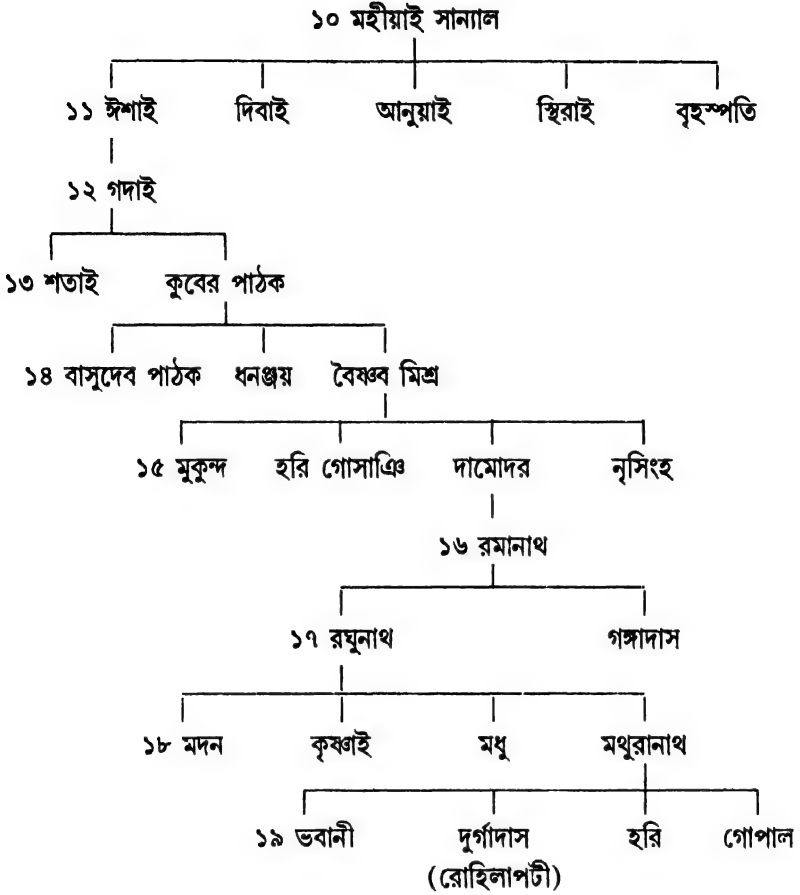 ১০ মহীয়াই সান্যাল
১১ ঈশাই দিবাই আনুয়াই স্থিরাই বৃহস্পতি
১২ গদাই
১৩ শতাই কুবের পাঠক
১৪ বাসুদেব পাঠক ধনঞ্জয় বৈষ্ণব মিশ্র
১৫ মুকুন্দ হরি গোসাঞি দামোদর নৃসিংহ
১৬ রমানাথ
১৭ রঘুনাথ গঙ্গাদাস
১৮ মদন কৃষ্ণাই মধু মথুরানাথ
১৯ ভবানী দুর্গাদাস হরি গোপাল
(রোহিলাপটী)